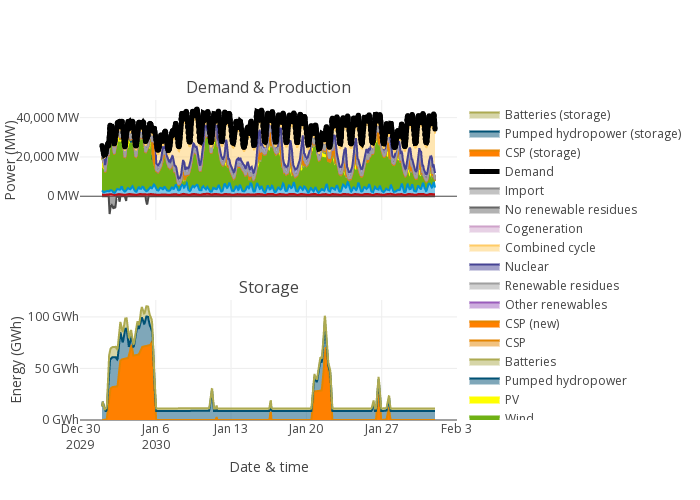 Demand & Production
Power (MW)
40,000 MW
20,000 MW
0 MW
Storage
Energy (GWh)
100 GWh
50 GWh
0 GWh
Dec 30
2029
Jan 6
2030
Jan 13
Jan 20
Jan 27
Feb 3
Date & time
Batteries (storage)
Pumped hydropower (storage)
CSP (storage)
Demand
Import
No renewable residues
Cogeneration
Combined cycle
Nuclear
Renewable residues
Other renewables
CSP (new)
CSP
Batteries
Pumped hydropower
PV
Wind